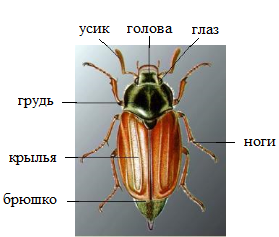 усик голова глаз
грудь
ноги
крылья
брюшко